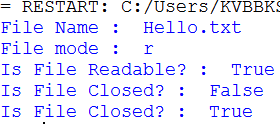 = RESTART: C:/Users/KVBBKS
File Name :  Hello.txt
File mode :  r
Is File Readable? :  True
Is File Closed? :  False
Is File Closed? :  True